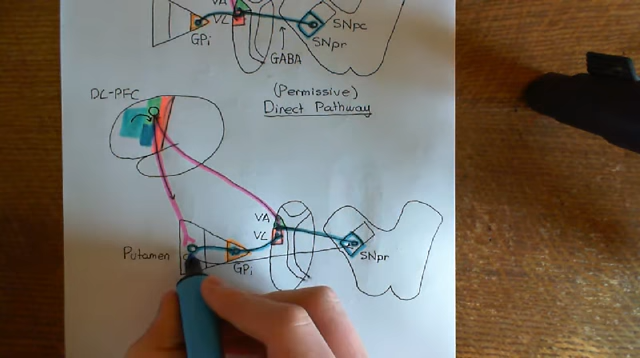 VA
VL
GPi
SNpc
SNpr
GABA
(Permissive)
Direct Pathway
DL-PFC
VA
VL
Putamen
GPi
SNpr